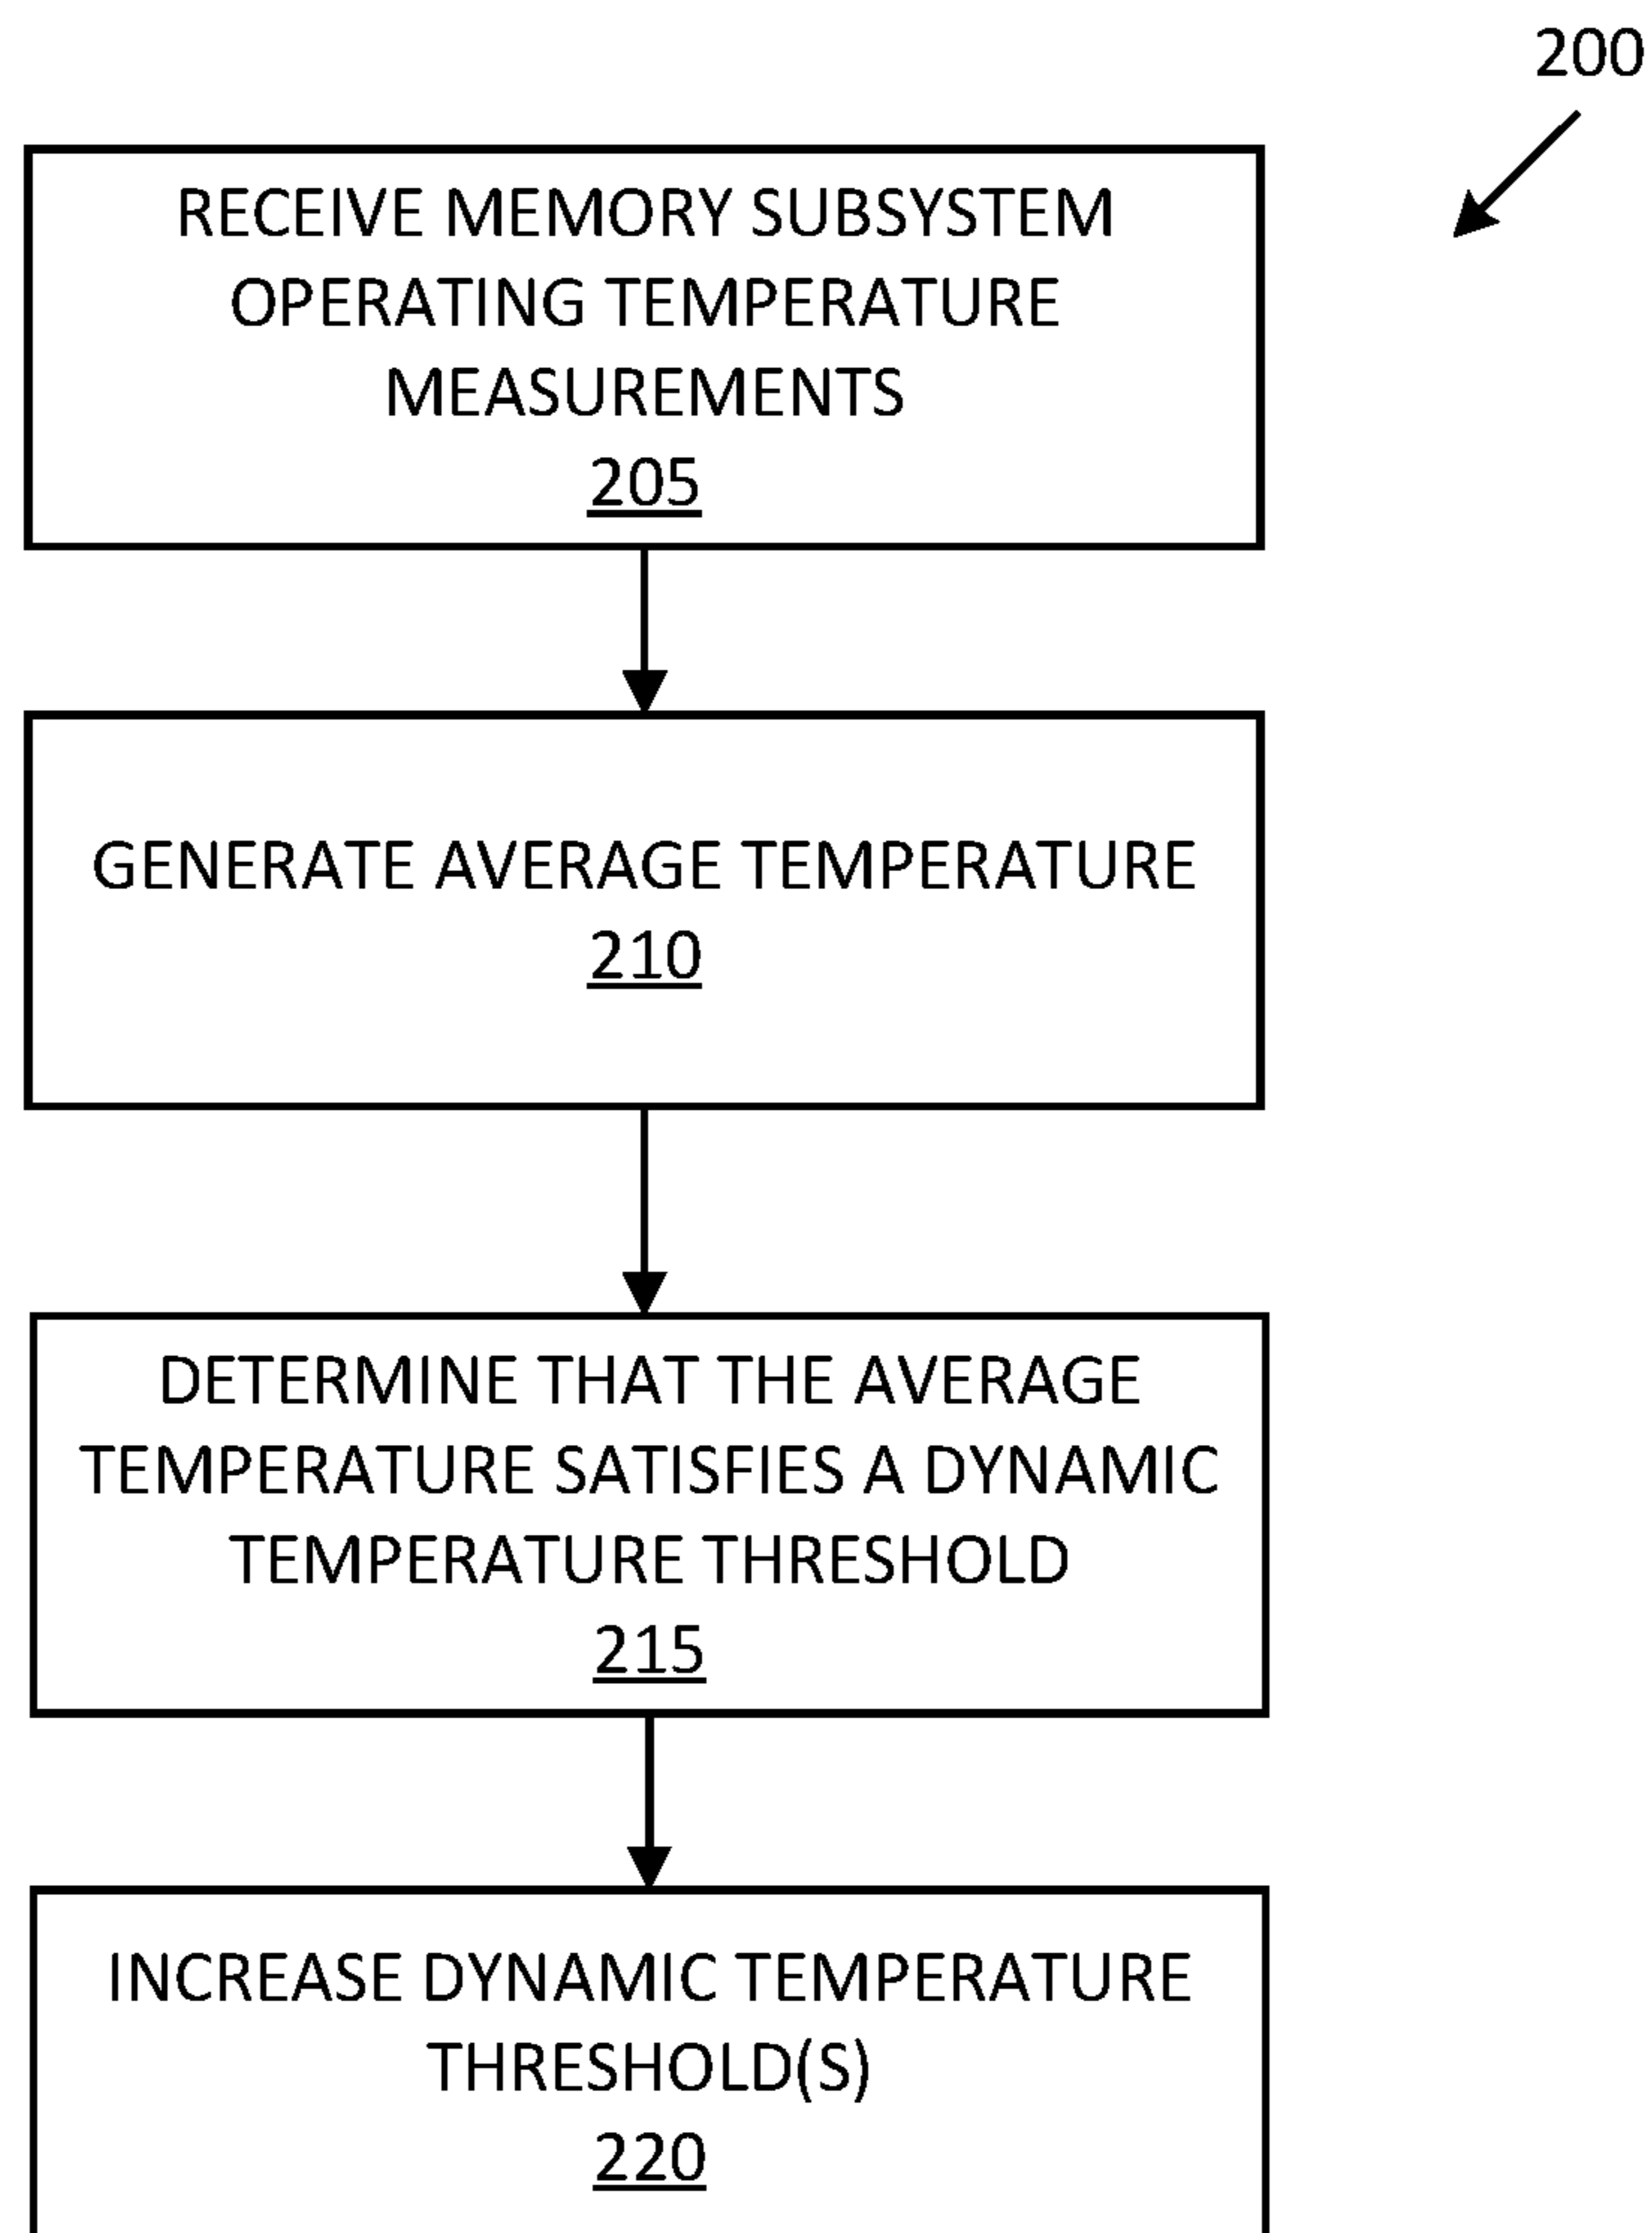 200
RECEIVE MEMORY SUBSYSTEM
OPERATING TEMPERATURE
MEASUREMENTS
205
GENERATE AVERAGE TEMPERATURE
210
DETERMINE THAT THE AVERAGE
TEMPERATURE SATISFIES A DYNAMIC
TEMPERATURE THRESHOLD
215
INCREASE DYNAMIC TEMPERATURE
THRESHOLD(S)
220